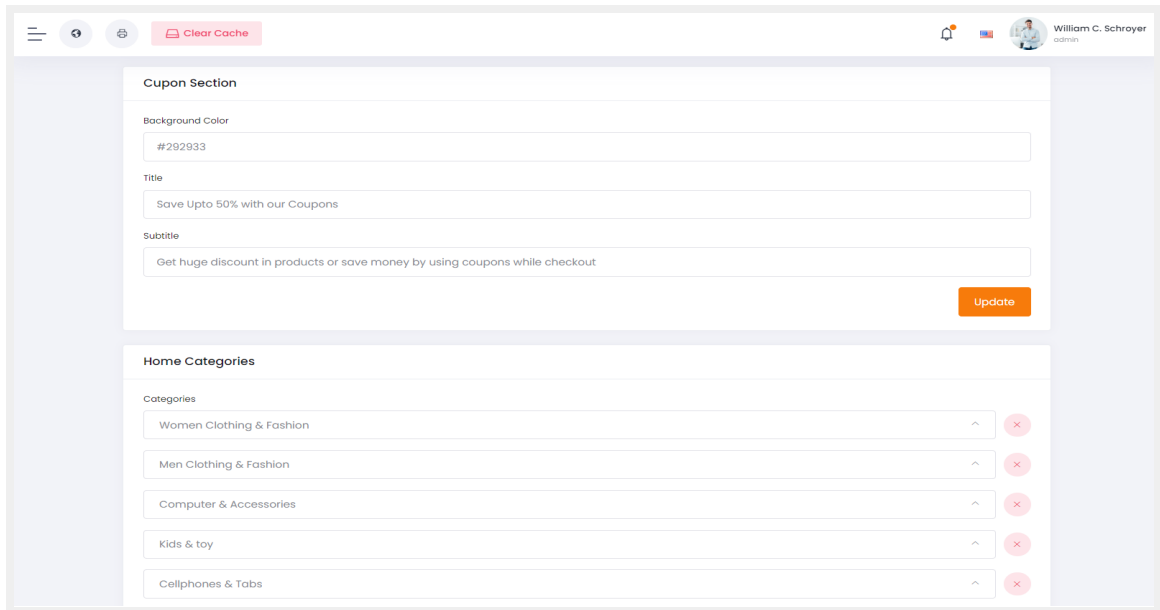 Clear Cache
William C. Schroyer
admin
Cupon Section
Background Color
#292933
Title
Save Upto 50% with our Coupons
Subtitle
Get huge discount in products or save money by using coupons while checkout
Update
Home Categories
Categories
Women Clothing & Fashion
Men Clothing & Fashion
Computer & Accessories
Kids & toy
Cellphones & Tabs